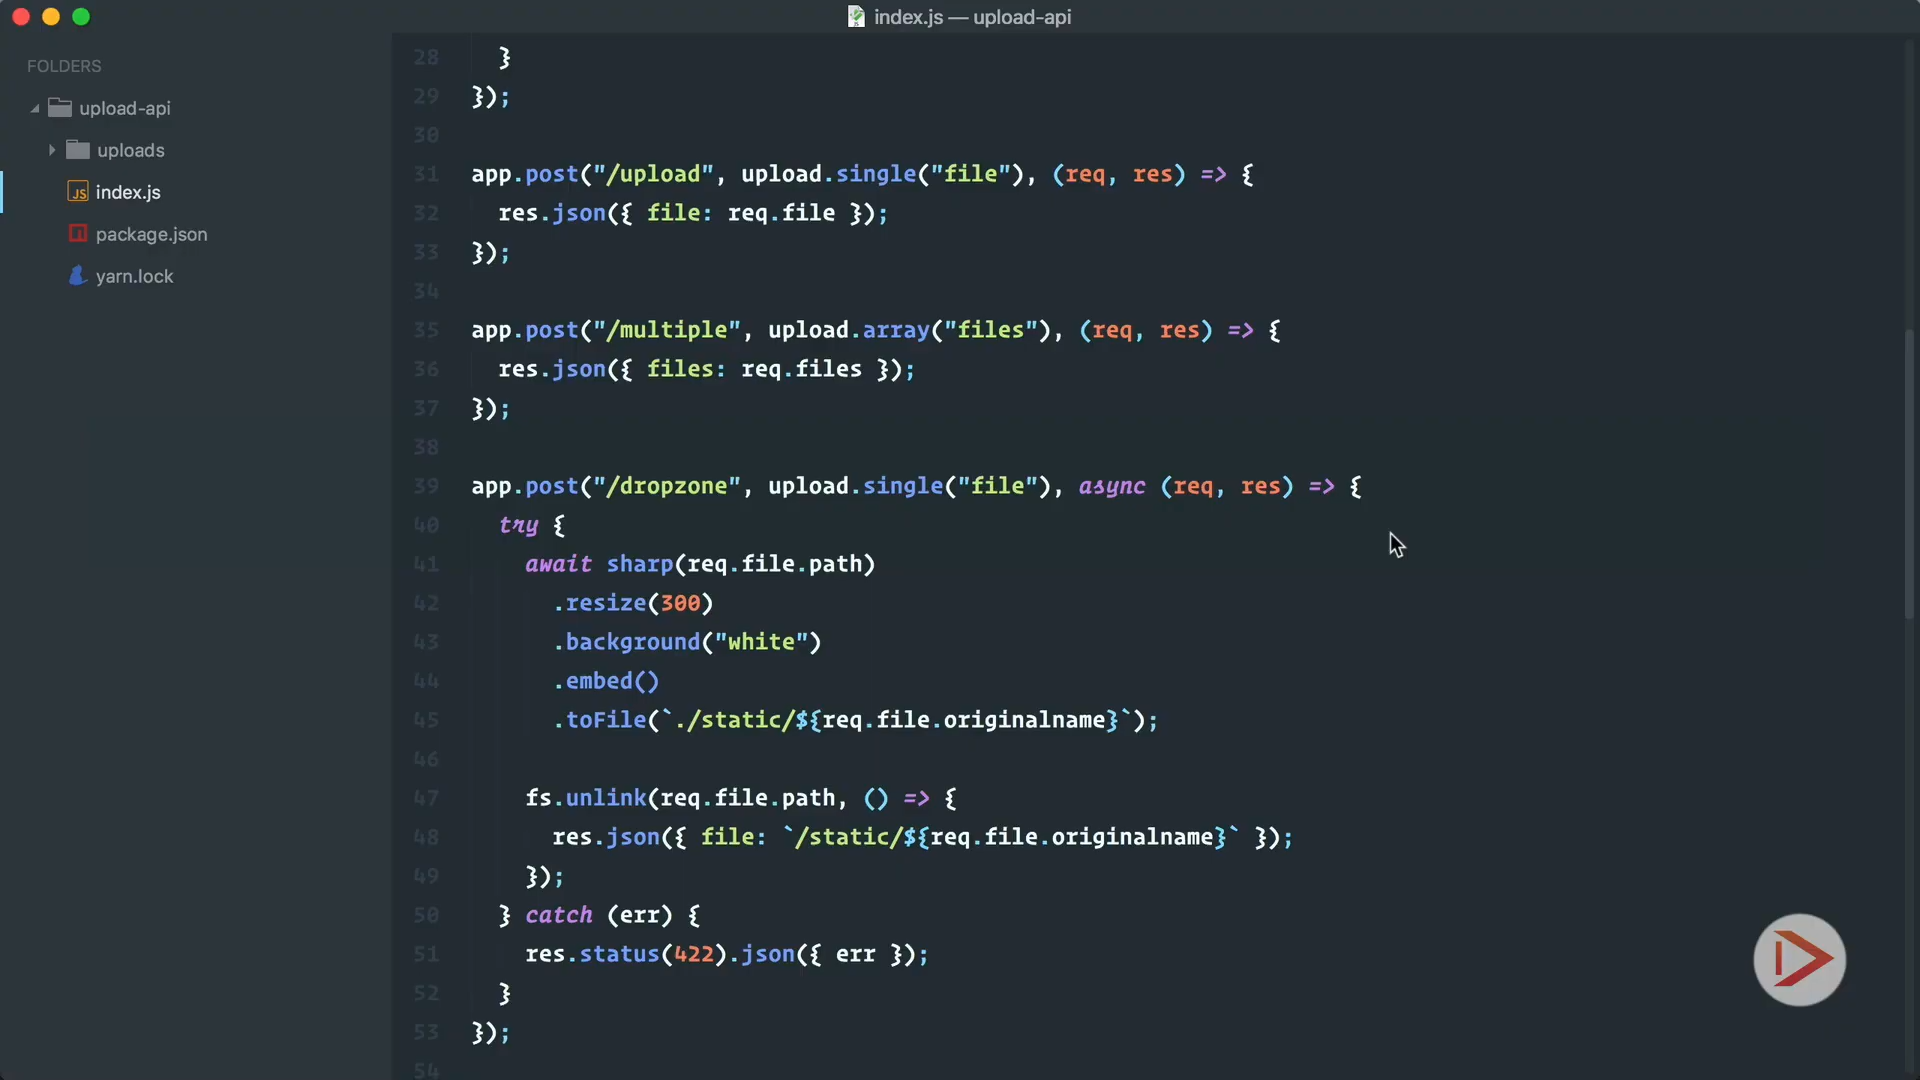 index.js — upload-api
FOLDERS
upload-api
uploads
index.js
package.json
yarn.lock
28 }
29 });
30
31 app.post("/upload", upload.single("file"), (req, res) => {
32 res.json({ file: req.file });
33 });
34
35 app.post("/multiple", upload.array("files"), (req, res) => {
36 res.json({ files: req.files });
37 });
38
39 app.post("/dropzone", upload.single("file"), async (req, res) => {
40 try {
41 await sharp(req.file.path)
42 .resize(300)
43 .background("white")
44 .embed()
45 .toFile(`./static/${req.file.originalname}`);
46
47 fs.unlink(req.file.path, () => {
48 res.json({ file: `/static/${req.file.originalname}` });
49 });
50 } catch (err) {
51 res.status(422).json({ err });
52 }
53 });
54